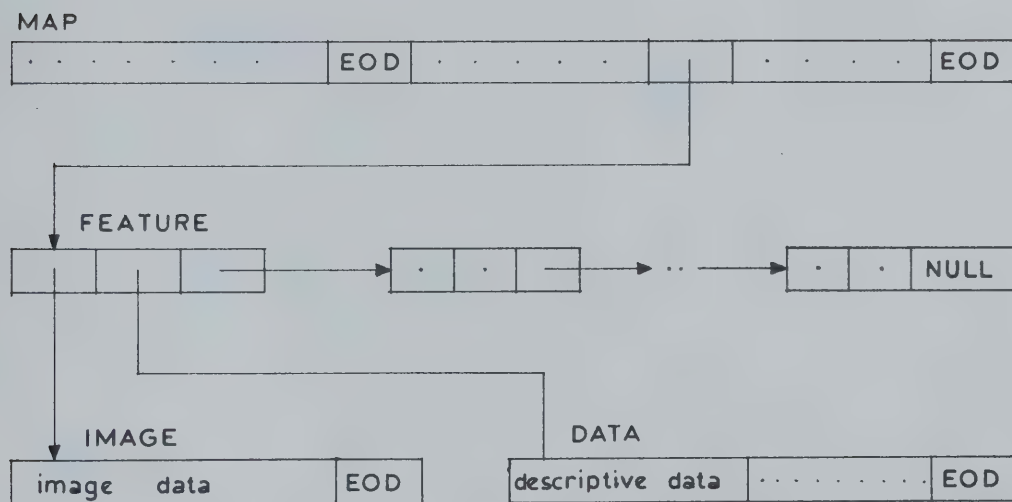 MAP
. . . . . . . EOD . . . . . . . . . . EOD
FEATURE
. . .. . . NULL
IMAGE DATA
image data EOD descriptive data . . . . . . . . . EOD